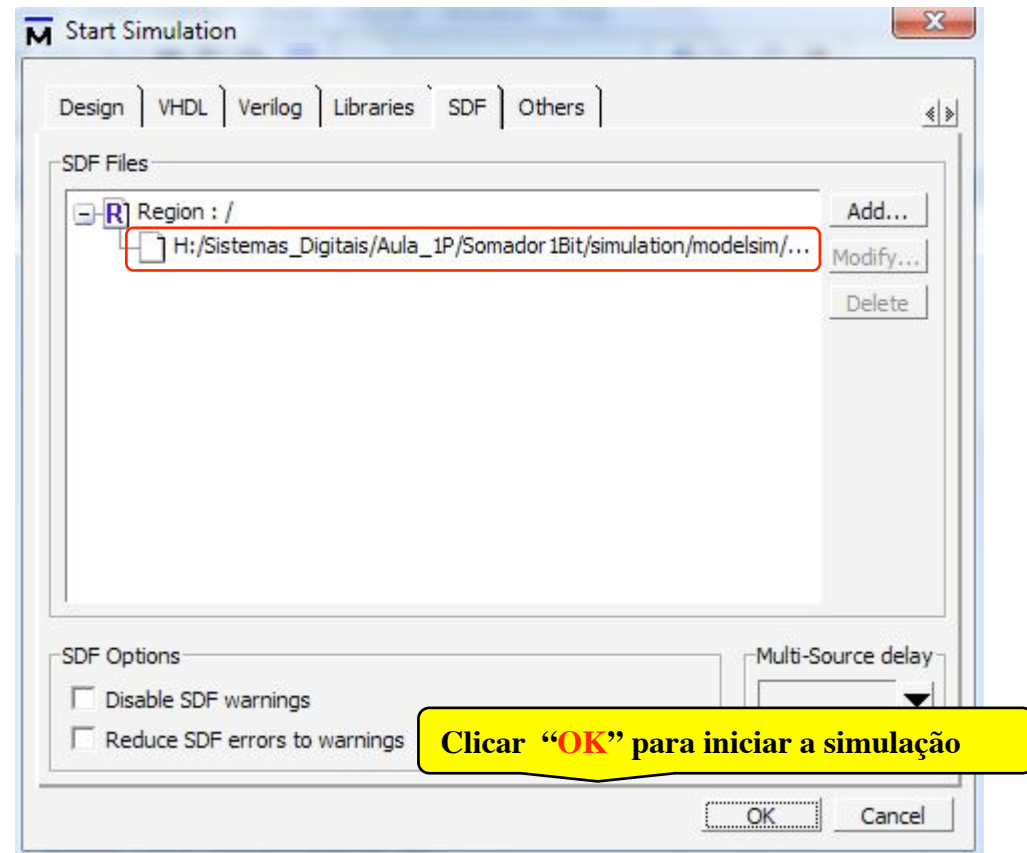 Start Simulation
Design VHDL Verilog Libraries SDF Others
SDF Files
Region : /
Add...
H:/Sistemas_Digitais/Aula_1P/Somador1Bit/simulation/modelsim/...
Modify...
Delete
SDF Options
Multi-Source delay
Disable SDF warnings
Reduce SDF errors to warnings
Clicar “OK” para iniciar a simulação
OK Cancel